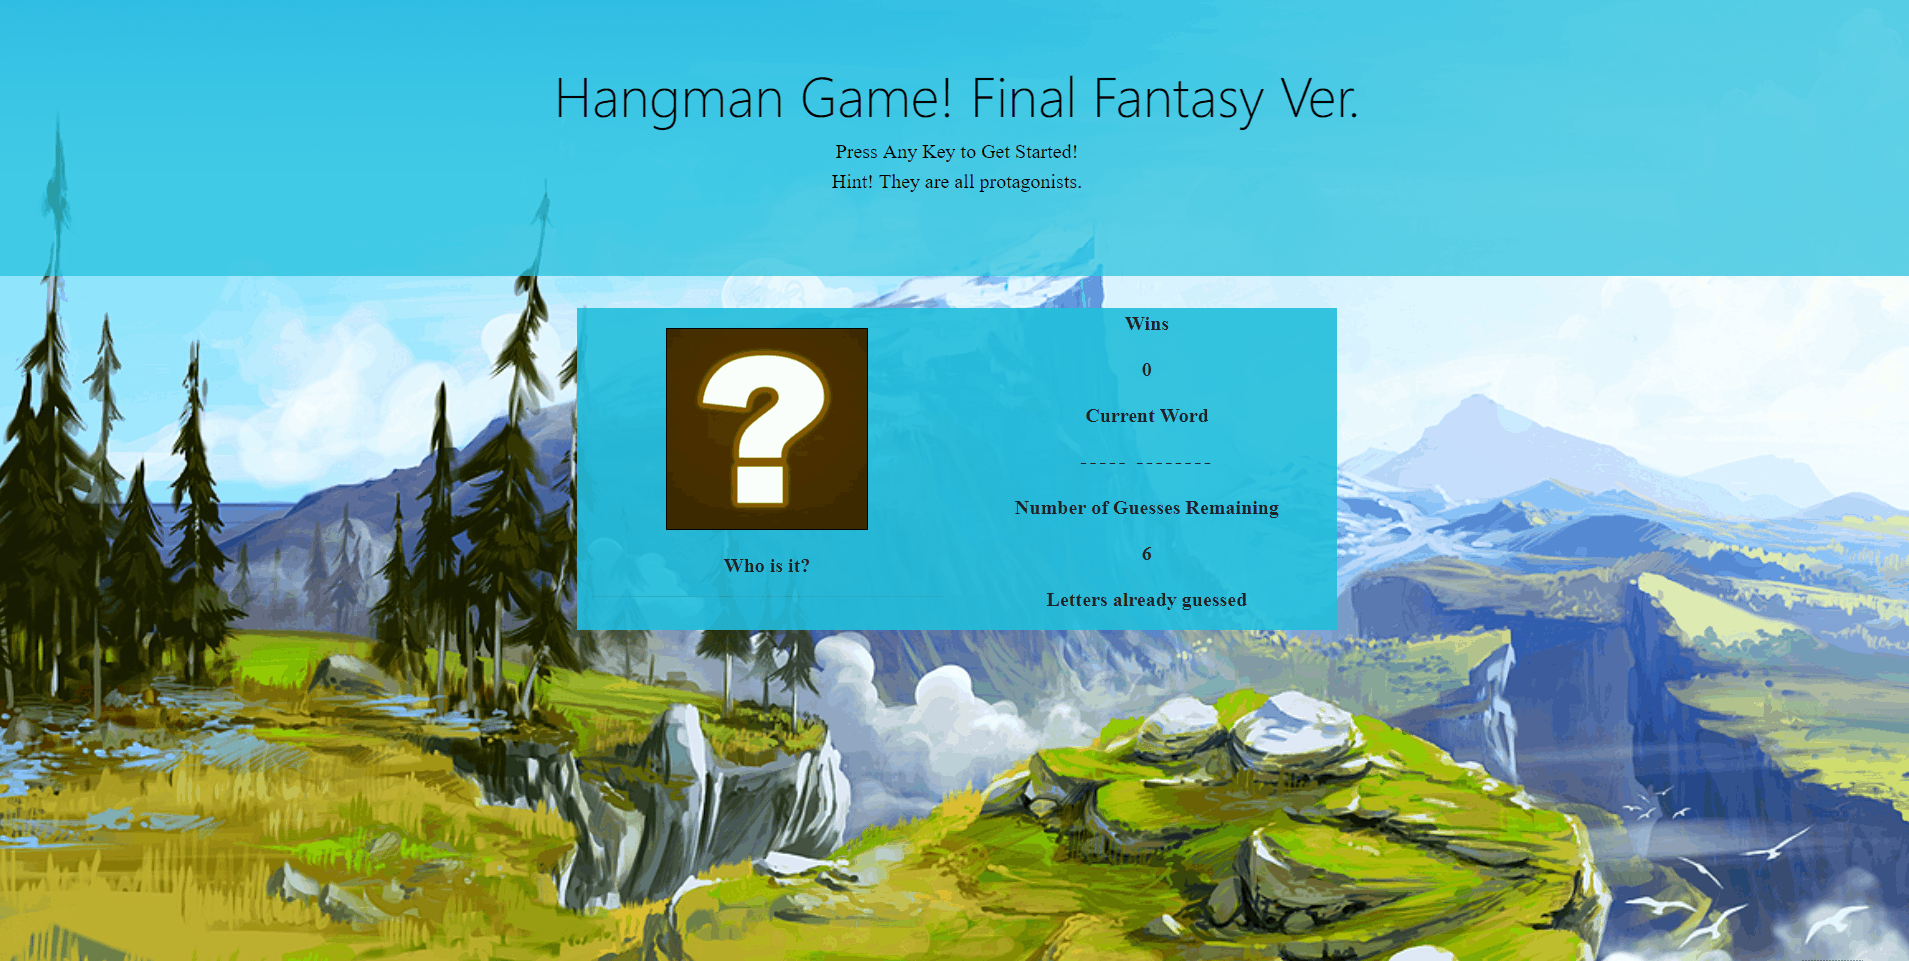 Hangman Game! Final Fantasy Ver.
Press Any Key to Get Started!
Hint! They are all protagonists.
?
Who is it?
Wins
0
Current Word
----- --------
Number of Guesses Remaining
6
Letters already guessed